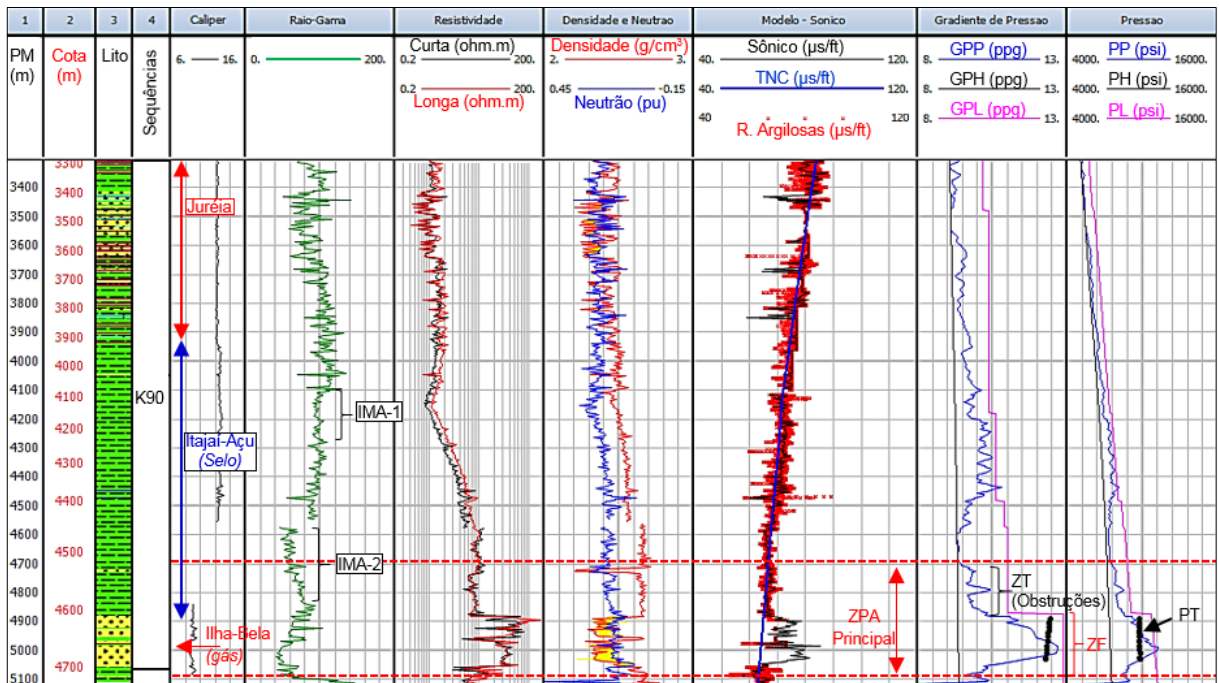 1 2 3 4 Caliper Raio-Gama Resistividade Densidade e Neutrao Modelo - Sonico Gradiente de Pressao Pressao
PM (m)
Cota (m)
Lito
Sequências
6. 16.
0. 200.
Curta (ohm.m)
0.2 200.
0.2 200.
Longa (ohm.m)
Densidade (g/cm³)
2. 3.
0.45 -0.15
Neutrão (pu)
Sônico (µs/ft)
40. 120.
TNC (µs/ft)
40. 120.
40 120
R. Argilosas (µs/ft)
GPP (ppg)
8. 13.
GPH (ppg)
8. 13.
GPL (ppg)
8. 13.
PP (psi)
4000. 16000.
PH (psi)
4000. 16000.
PL (psi)
4000. 16000.
3400
3500
3600
3700
3800
3900
4000
4100
4200
4300
4400
4500
4600
4700
4800
4900
5000
5100
3300
3400
3500
3600
3700
3800
3900
4000
4100
4200
4300
4400
4500
4600
4700
K90
Juréia
Itajaí-Açu
(Selo)
Ilha-Bela
(gás)
IMA-1
IMA-2
ZPA
Principal
ZT
(Obstruções)
ZF
PT